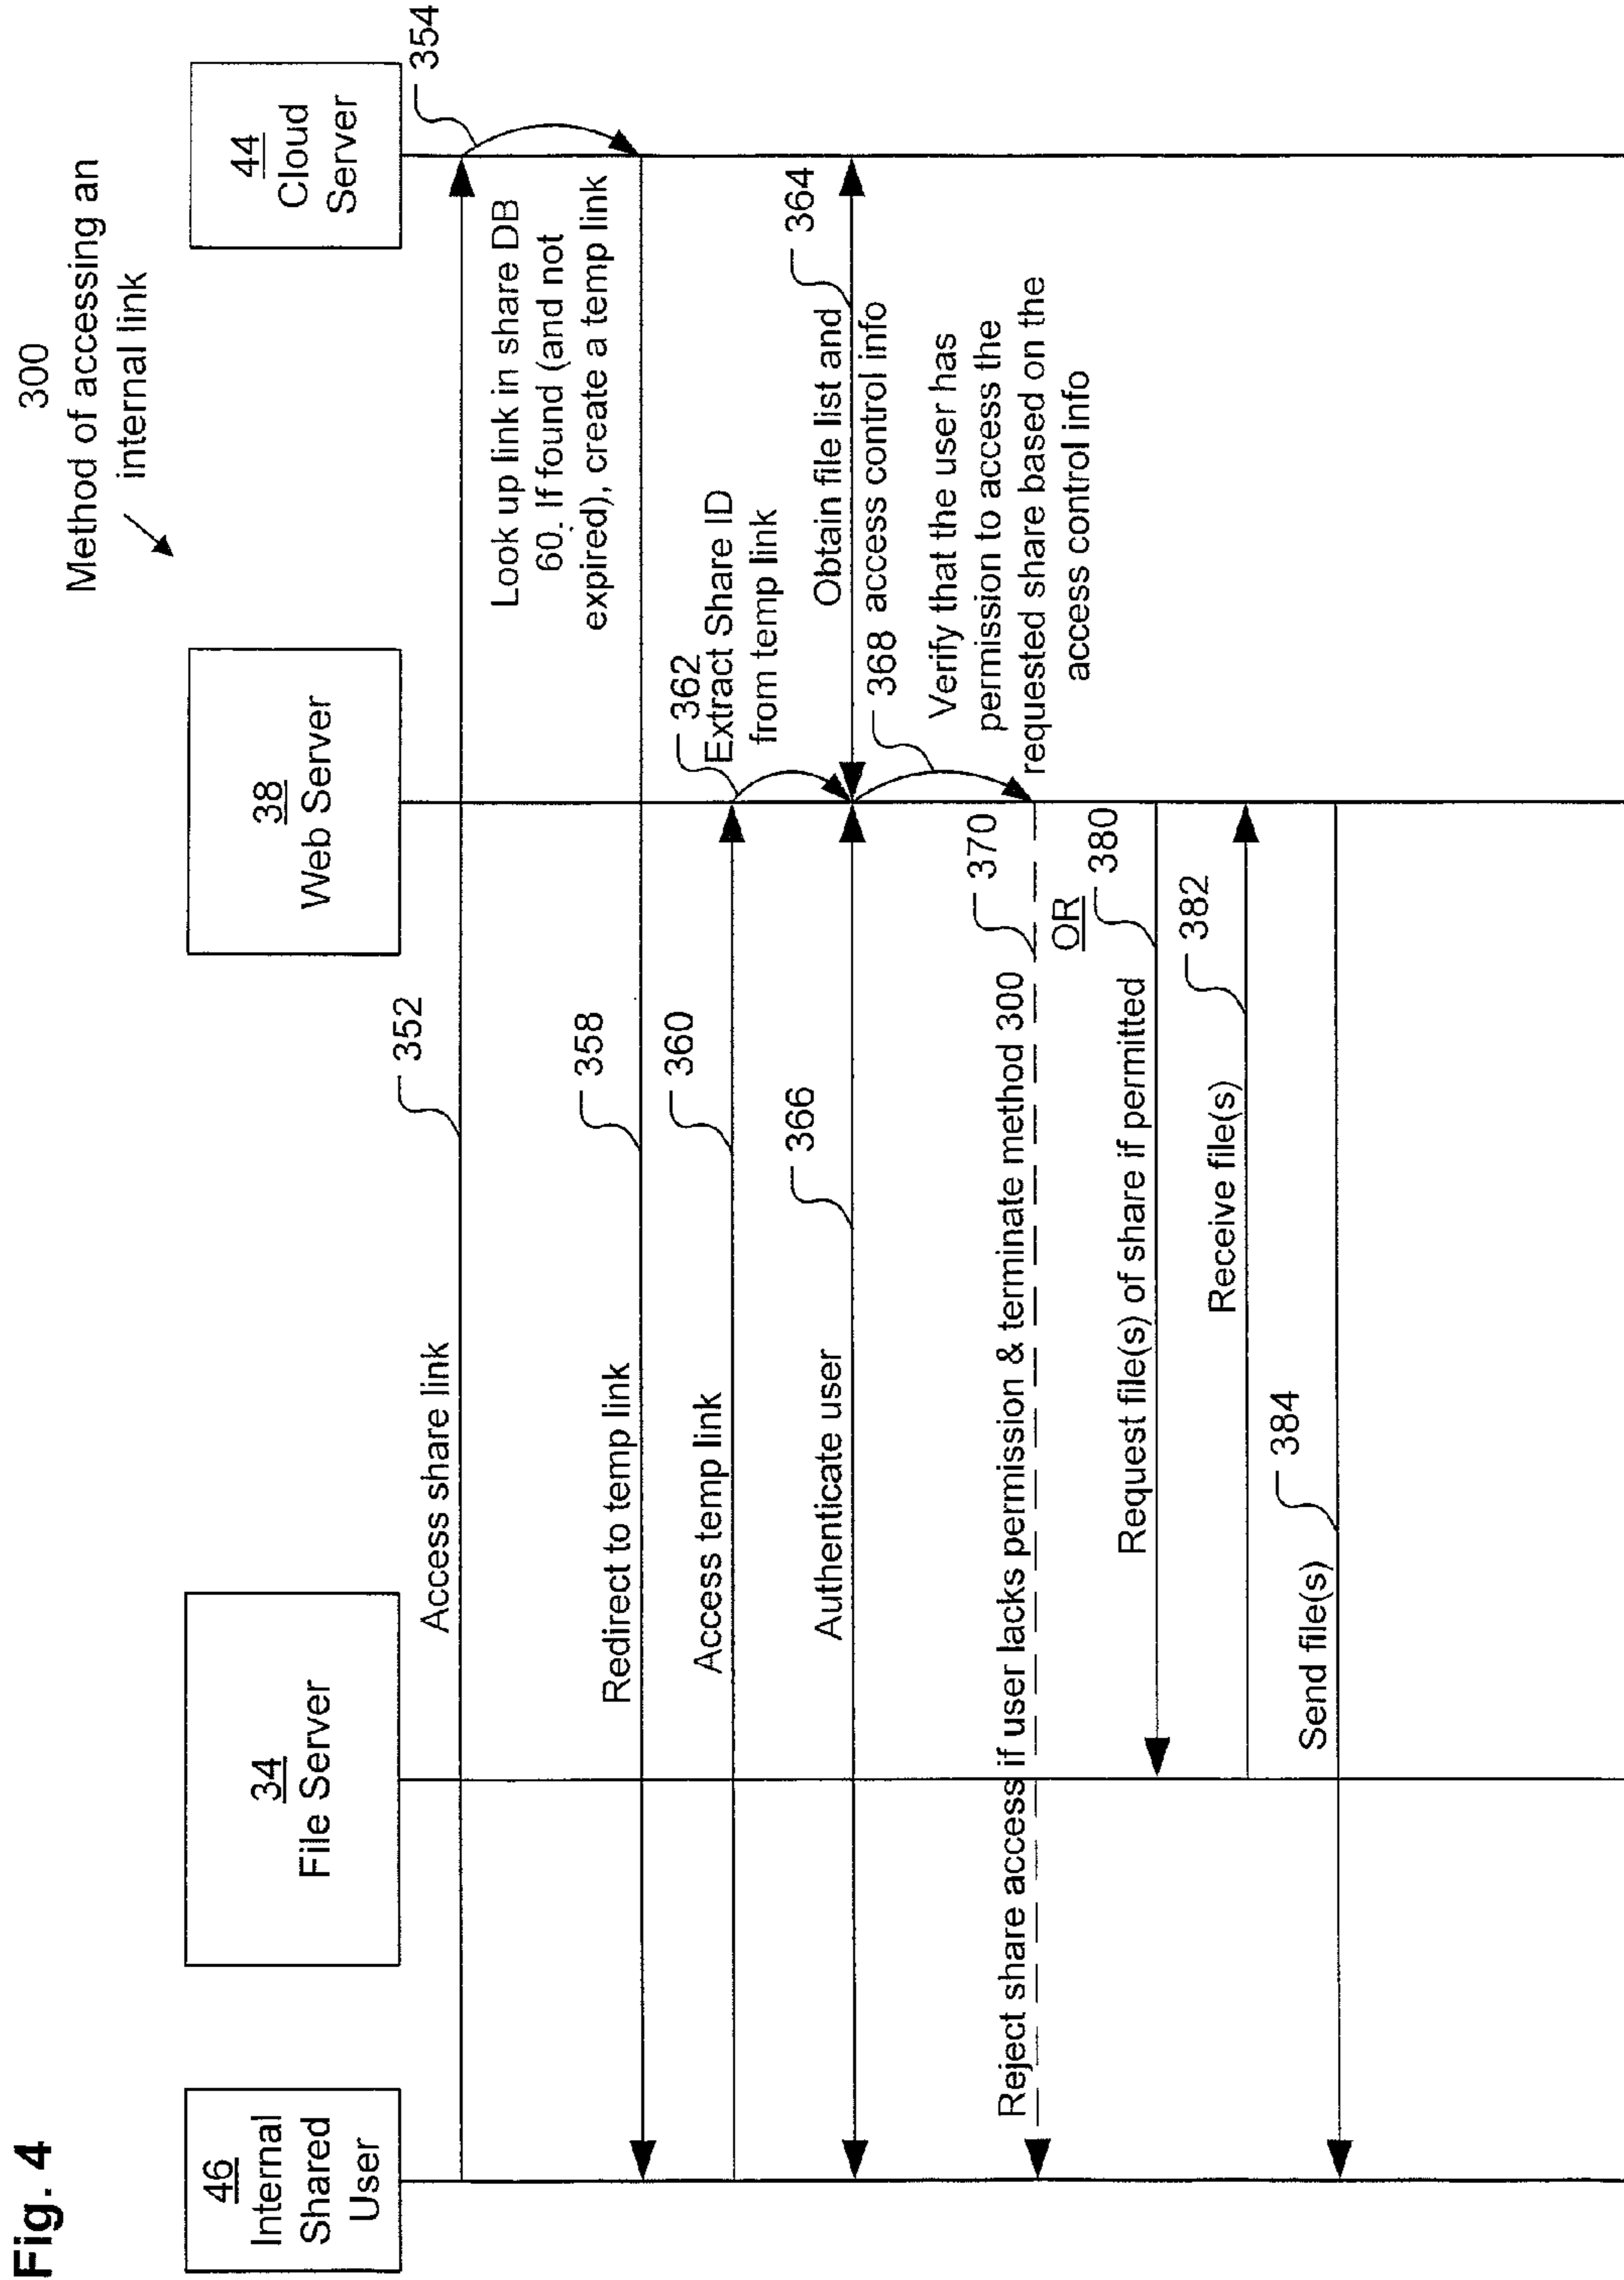 Fig. 4
300
Method of accessing an
internal link
46
Internal
Shared
User
34
File Server
38
Web Server
44
Cloud
Server
354
352
Access share link
Look up link in share DB
60. If found (and not
expired), create a temp link
358
Redirect to temp link
360
Access temp link
362
Extract Share ID
from temp link
364
Obtain file list and
access control info
366
Authenticate user
368
Verify that the user has
permission to access the
requested share based on the
access control info
370
Reject share access if user lacks permission & terminate method 300
OR
380
Request file(s) of share if permitted
382
Receive file(s)
384
Send file(s)